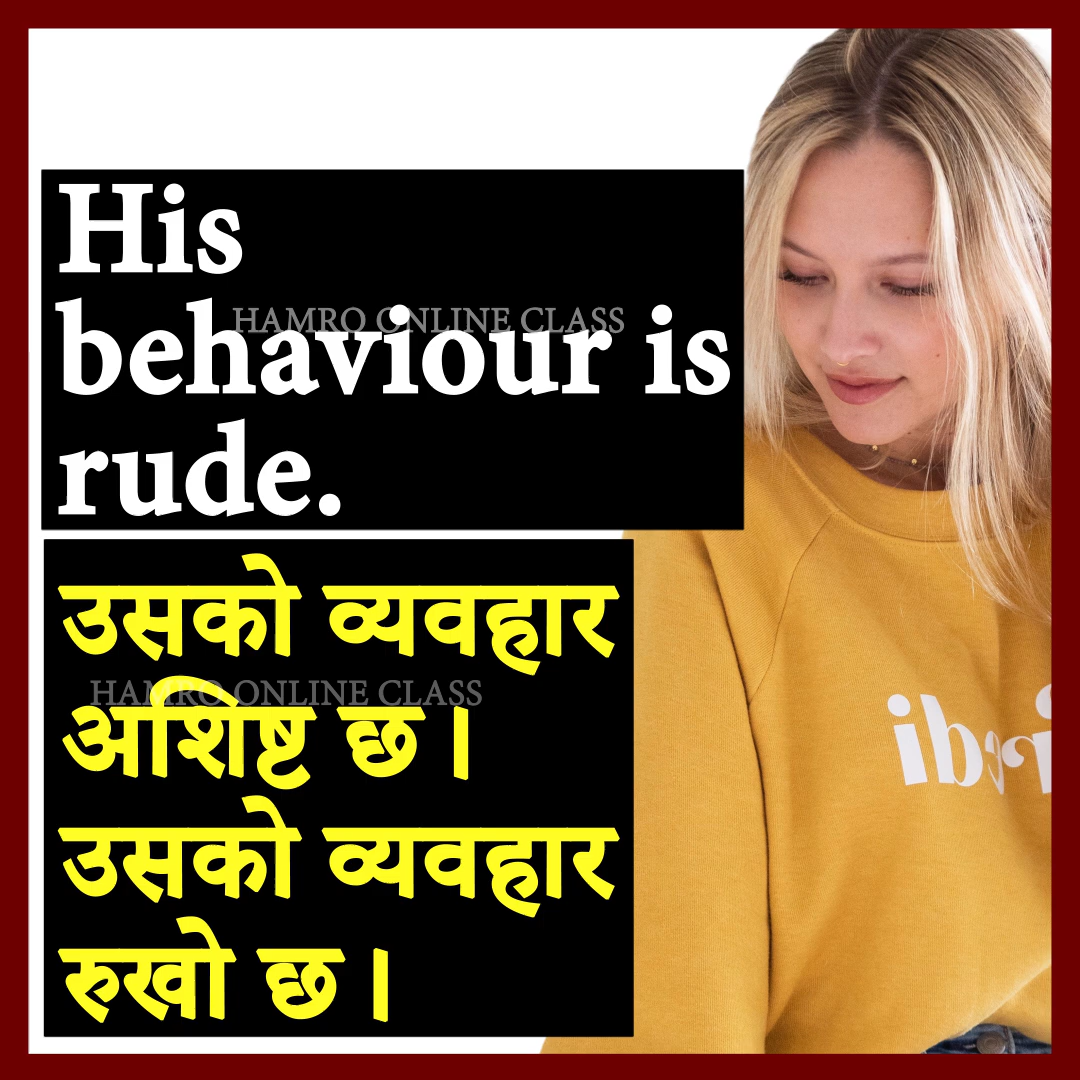 His
behaviour is
rude.
HAMRO ONLINE CLASS
उसको व्यवहार
अशिष्ट छ।
HAMRO ONLINE CLASS
उसको व्यवहार
रुखो छ।